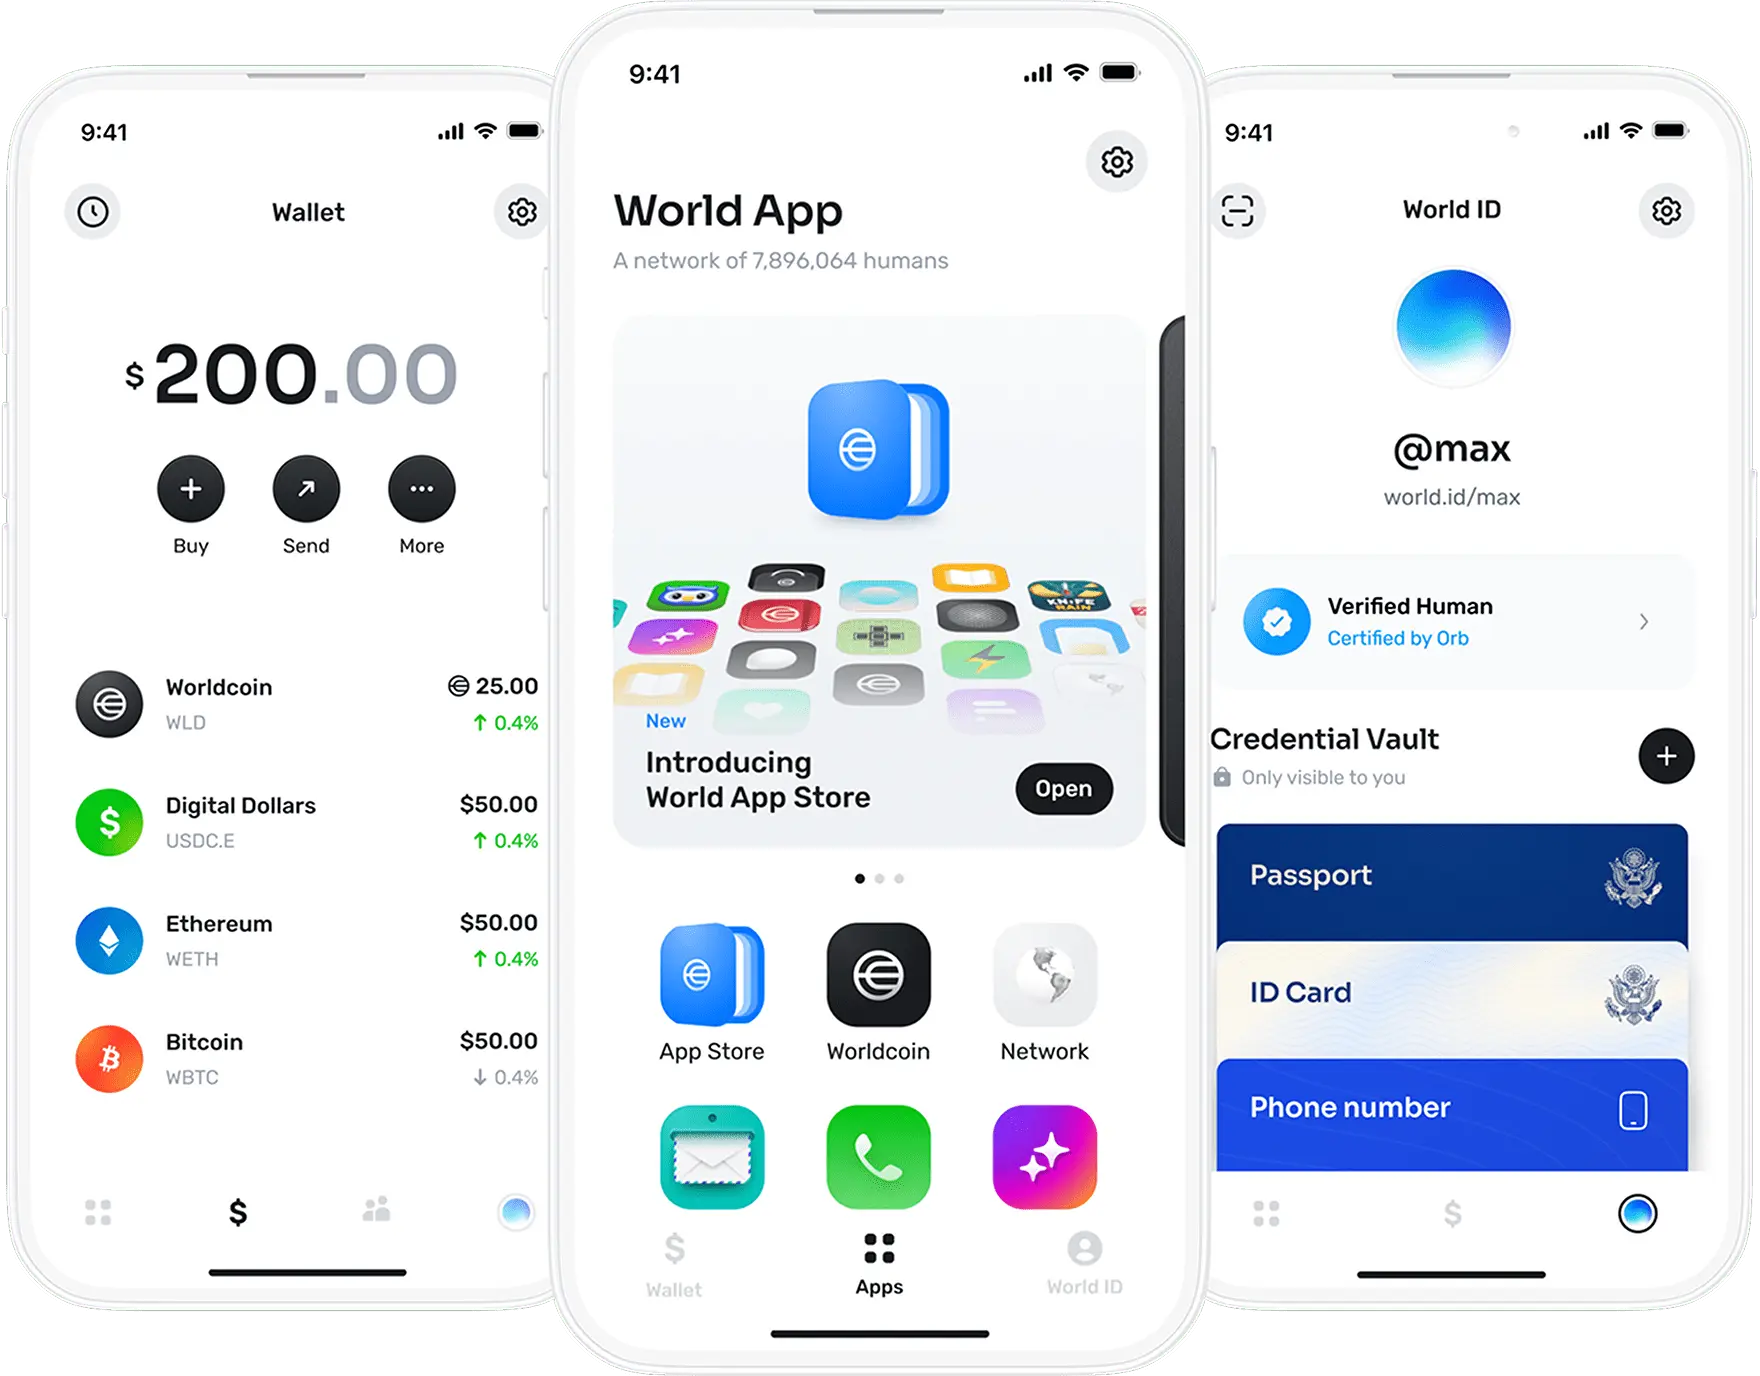 9:41
Wallet
$200.00
Buy
Send
More
Worldcoin
25.00
WLD
↑ 0.4%
Digital Dollars
$50.00
USDC.E
↑ 0.4%
Ethereum
$50.00
WETH
↑ 0.4%
Bitcoin
$50.00
WBTC
↓ 0.4%
$
9:41
World App
A network of 7,896,064 humans
KNIFE
RAIN
New
Introducing
World App Store
Open
App Store
Worldcoin
Network
$
Wallet
Apps
World ID
9:41
World ID
@max
world.id/max
Verified Human
Certified by Orb
Credential Vault
Only visible to you
Passport
ID Card
Phone number
$